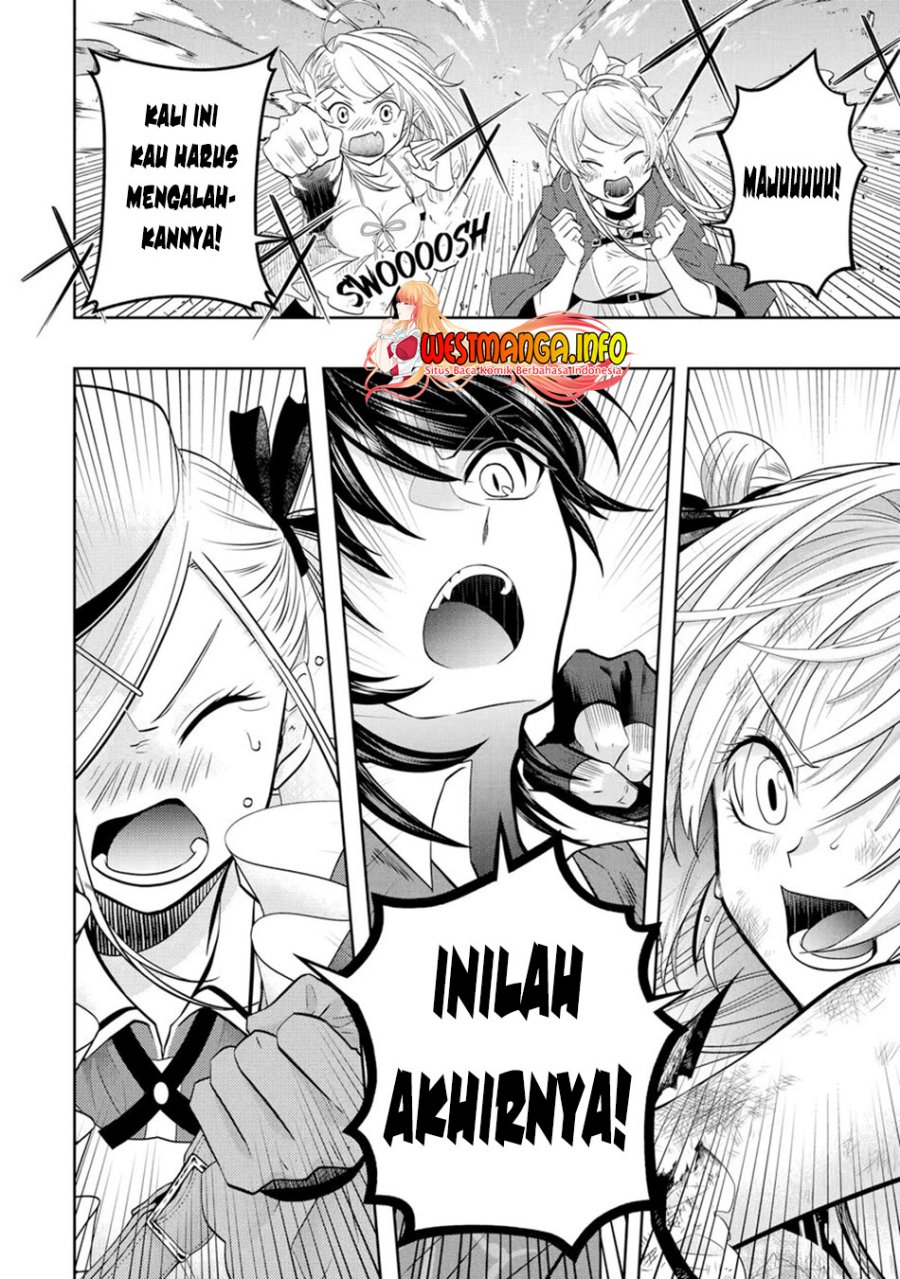 MAJUUUUUU!
KALI INI
KAU HARUS
MENGALAH-
KANNYA!
SWOOOOSH
WESTMANGA.INFO
Situs Baca Komik Berbahasa Indonesia
INILAH
AKHIRNYA!